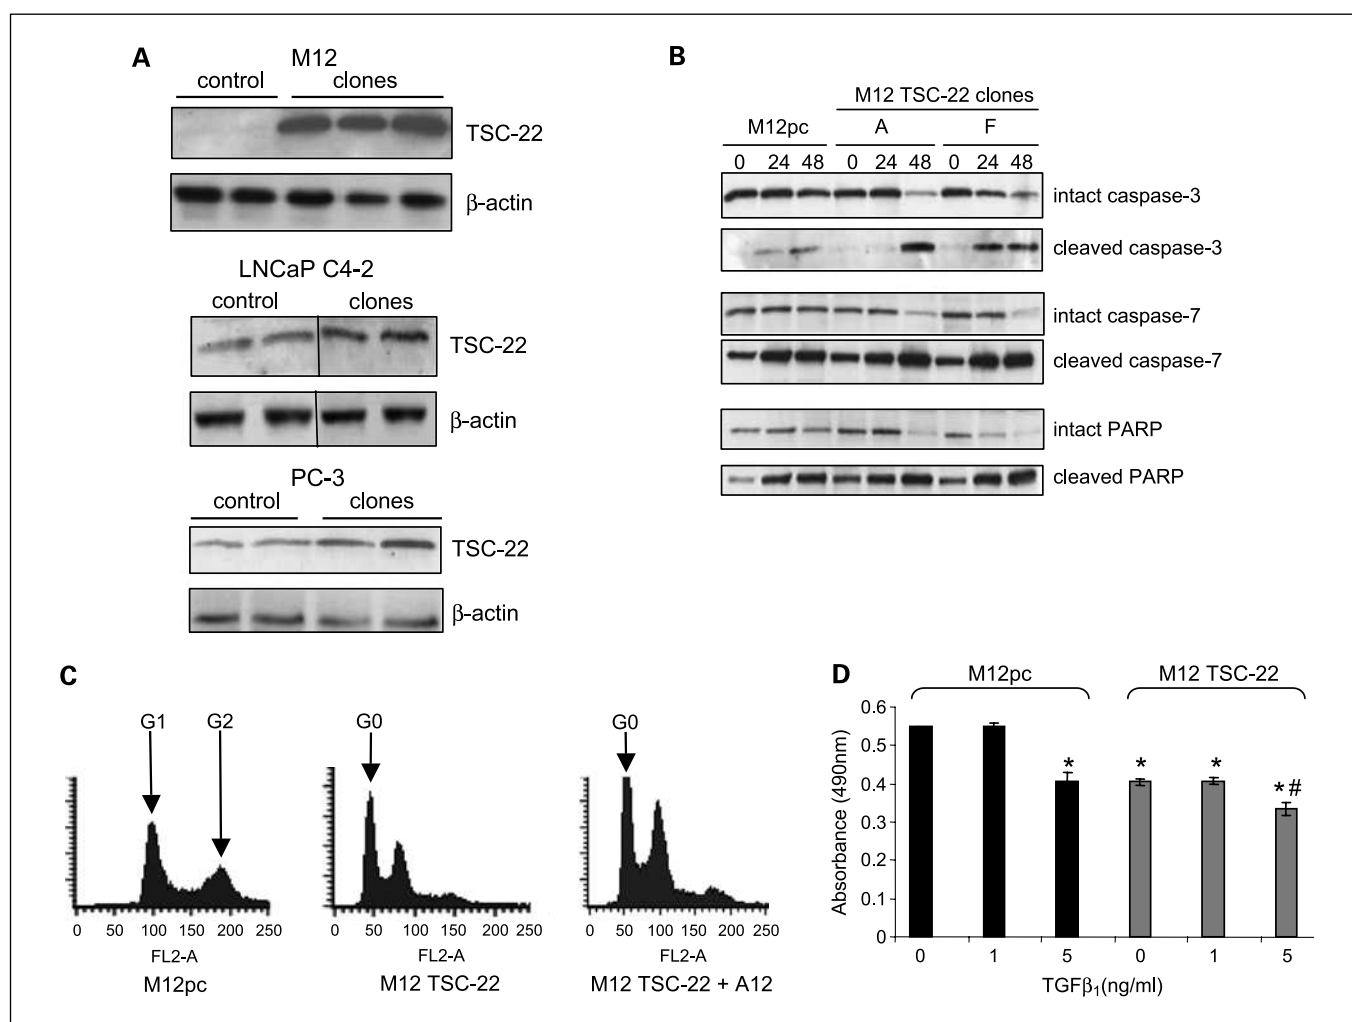 A
M12
control clones
TSC-22
β-actin
LNCaP C4-2
control clones
TSC-22
β-actin
PC-3
control clones
TSC-22
β-actin
B
M12 TSC-22 clones
M12pc A F
0 24 48 0 24 48 0 24 48
intact caspase-3
cleaved caspase-3
intact caspase-7
cleaved caspase-7
intact PARP
cleaved PARP
C
G1 G2
0 50 100 150 200 250
FL2-A
M12pc
G0
0 50 100 150 200 250
FL2-A
M12 TSC-22
G0
0 50 100 150 200 250
FL2-A
M12 TSC-22 + A12
D
M12pc M12 TSC-22
Absorbance (490nm)
0.6
0.5
0.4
0.3
0.2
0.1
0
* * * *#
0 1 5 0 1 5
TGFβ₁(ng/ml)